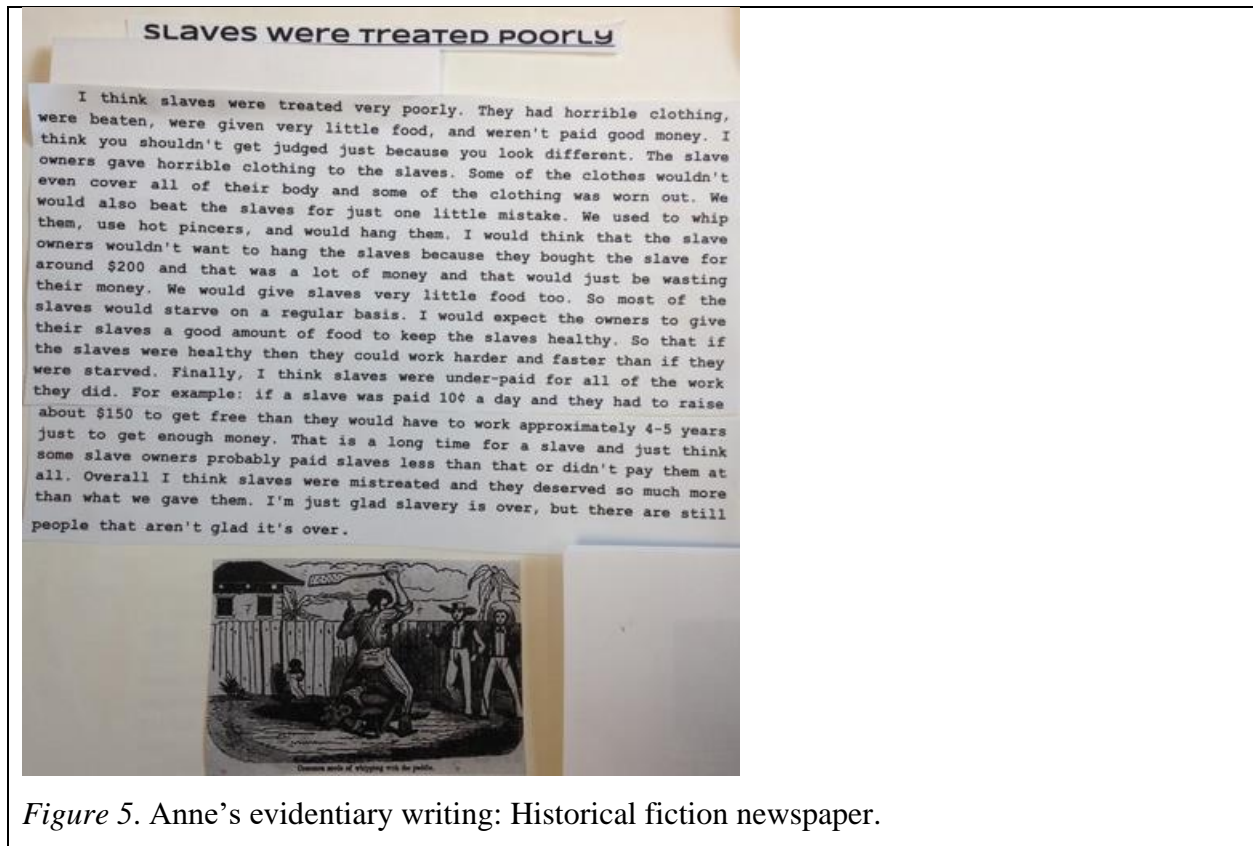 SLaves were TreaTED POOrLY
I think slaves were treated very poorly. They had horrible clothing,
were beaten, were given very little food, and weren't paid good money. I
think you shouldn't get judged just because you look different. The slave
owners gave horrible clothing to the slaves. Some of the clothes wouldn't
even cover all of their body and some of the clothing was worn out. We
would also beat the slaves for just one little mistake. We used to whip
them, use hot pincers, and would hang them. I would think that the slave
owners wouldn't want to hang the slaves because they bought the slave for
around $200 and that was a lot of money and that would just be wasting
their money. We would give slaves very little food too. So most of the
slaves would starve on a regular basis. I would expect the owners to give
their slaves a good amount of food to keep the slaves healthy. So that if
the slaves were healthy then they could work harder and faster than if they
were starved. Finally, I think slaves were under-paid for all of the work
they did. For example: if a slave was paid 10¢ a day and they had to raise
about $150 to get free than they would have to work approximately 4-5 years
just to get enough money. That is a long time for a slave and just think
some slave owners probably paid slaves less than that or didn't pay them at
all. Overall I think slaves were mistreated and they deserved so much more
than what we gave them. I'm just glad slavery is over, but there are still
people that aren't glad it's over.
Common mode of whipping with the paddle.
Figure 5. Anne's evidentiary writing: Historical fiction newspaper.